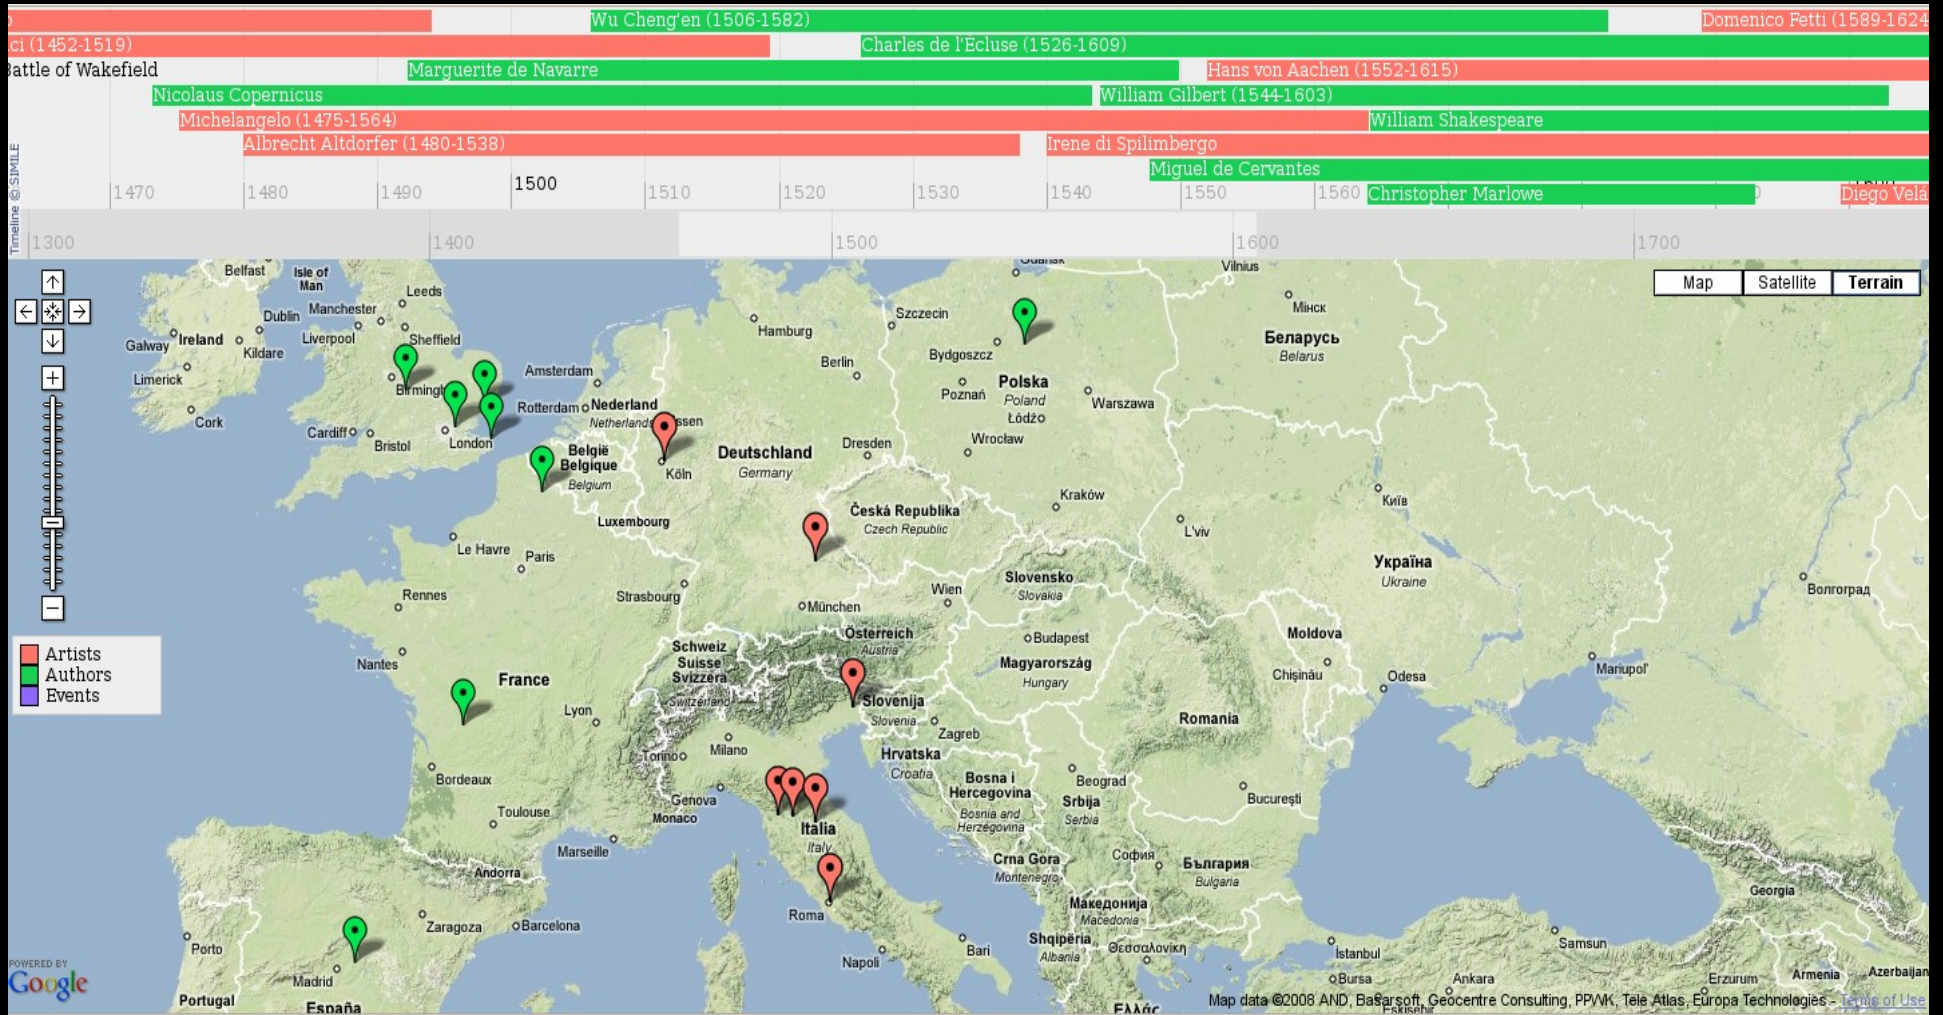 Wu Cheng'en (1506-1582)
Domenico Fetti (1589-1624
ci (1452-1519)
Charles de l'Écluse (1526-1609)
Battle of Wakefield
Marguerite de Navarre
Hans von Aachen (1552-1615)
Nicolaus Copernicus
William Gilbert (1544-1603)
Michelangelo (1475-1564)
William Shakespeare
Albrecht Altdorfer (1480-1538)
Irene di Spilimbergo
Miguel de Cervantes
Christopher Marlowe
Diego Velá
Timeline © SIMILE
1470
1480
1490
1500
1510
1520
1530
1540
1550
1560
1300
1400
1500
1600
1700
Map
Satellite
Terrain
Belfast
Isle of
Man
Leeds
Dublin
Manchester
Galway
Ireland
Kildare
Liverpool
Sheffield
Limerick
Birmingh
Cork
Cardiff
Bristol
London
Amsterdam
Rotterdam
Nederland
Netherlands
ssen
België
Belgique
Belgium
Köln
Luxembourg
Hamburg
Berlin
Deutschland
Germany
Dresden
Gdańsk
Szczecin
Bydgoszcz
Poznań
Polska
Poland
Łódź
Warszawa
Wrocław
Kraków
Vilnius
Мінск
Беларусь
Belarus
Česká Republika
Czech Republic
L'viv
Київ
Україна
Ukraine
Волгоград
Le Havre
Paris
Rennes
Strasbourg
Nantes
France
Lyon
Bordeaux
Toulouse
Marseille
Monaco
Andorra
München
Wien
Österreich
Austria
Schweiz
Suisse
Svizzera
Switzerland
Slovensko
Slovakia
Budapest
Magyarország
Hungary
Moldova
Chișinău
Odesa
Mariupol'
Slovenija
Slovenia
Zagreb
Hrvatska
Croatia
Romania
București
Torino
Milano
Genova
Italia
Italy
Roma
Napoli
Bari
Bosna i
Hercegovina
Bosnia and
Herzegovina
Beograd
Srbija
Serbia
Crna Gora
Montenegro
София
България
Bulgaria
Македонија
Macedonia
Shqipëria
Albania
Θεσσαλονίκη
Ελλάς
İstanbul
Bursa
Ankara
Eskişehir
Samsun
Erzurum
Georgia
Armenia
Azerbaijan
Porto
Portugal
Madrid
España
Zaragoza
Barcelona
Artists
Authors
Events
POWERED BY
Google
Map data ©2008 AND, Basarsoft, Geocentre Consulting, PPWK, Tele Atlas, Europa Technologies - Terms of Use